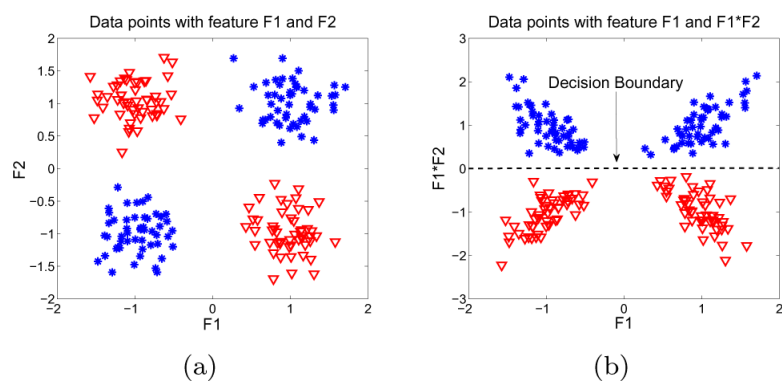 Data points with feature F1 and F2
2
1.5
1
0.5
0
−0.5
−1
−1.5
−2
F2
−2
−1
0
1
2
F1
(a)
Data points with feature F1 and F1*F2
3
2
1
0
−1
−2
−3
F1*F2
Decision Boundary
−2
−1
0
1
2
F1
(b)